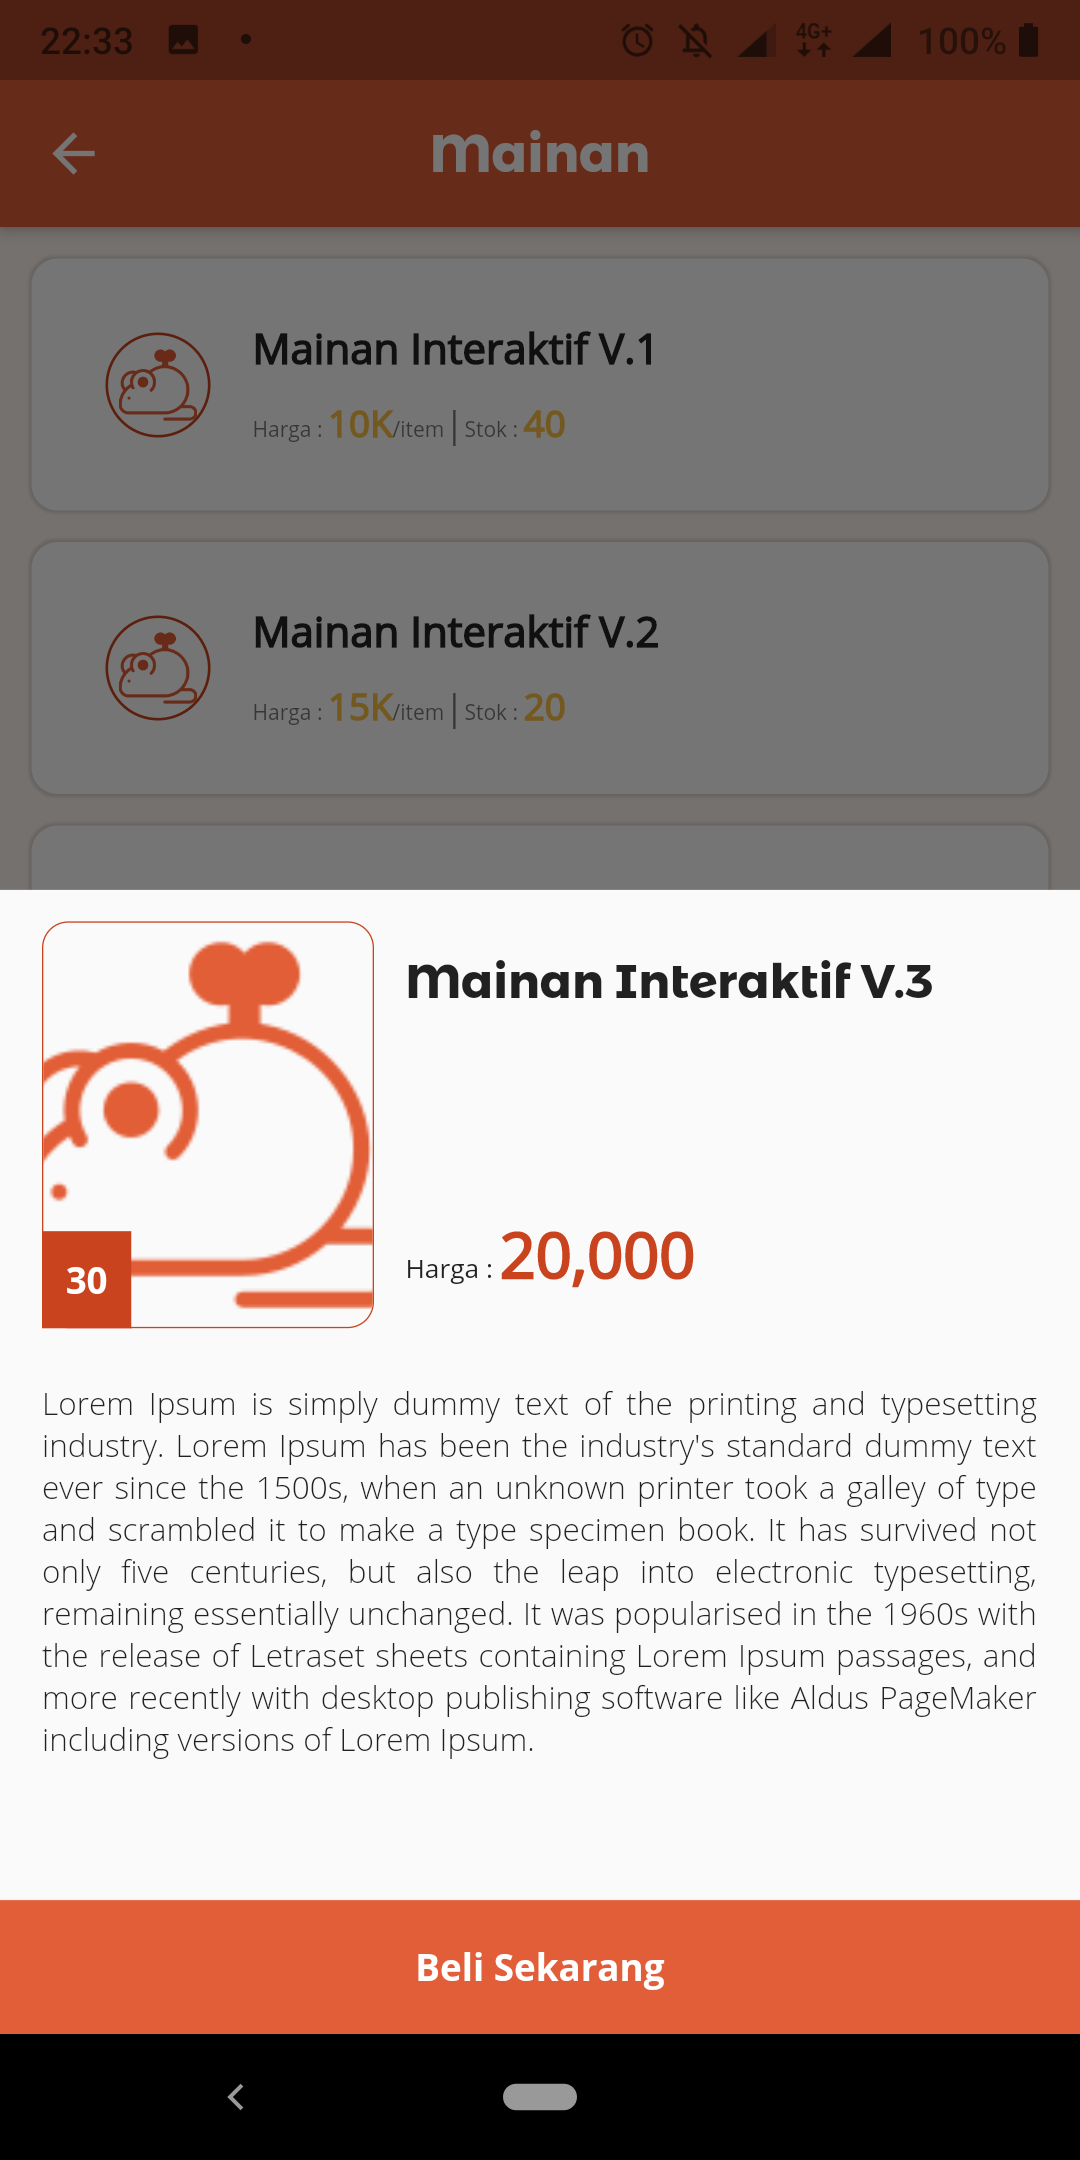 22:33
4G+
100%
Mainan
Mainan Interaktif V.1
Harga : 10K/item | Stok : 40
Mainan Interaktif V.2
Harga : 15K/item | Stok : 20
Mainan Interaktif V.3
Harga : 20,000
30
Lorem Ipsum is simply dummy text of the printing and typesetting
industry. Lorem Ipsum has been the industry's standard dummy text
ever since the 1500s, when an unknown printer took a galley of type
and scrambled it to make a type specimen book. It has survived not
only five centuries, but also the leap into electronic typesetting,
remaining essentially unchanged. It was popularised in the 1960s with
the release of Letraset sheets containing Lorem Ipsum passages, and
more recently with desktop publishing software like Aldus PageMaker
including versions of Lorem Ipsum.
Beli Sekarang